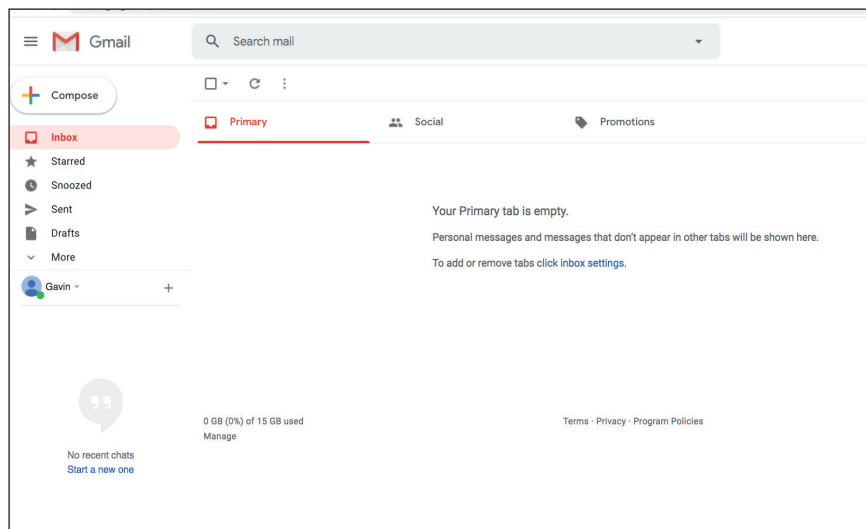 Gmail
Search mail
Compose
Primary
Social
Promotions
Inbox
Starred
Snoozed
Sent
Drafts
More
Gavin
Your Primary tab is empty.
Personal messages and messages that don't appear in other tabs will be shown here.
To add or remove tabs click inbox settings.
0 GB (0%) of 15 GB used
Manage
Terms · Privacy · Program Policies
No recent chats
Start a new one